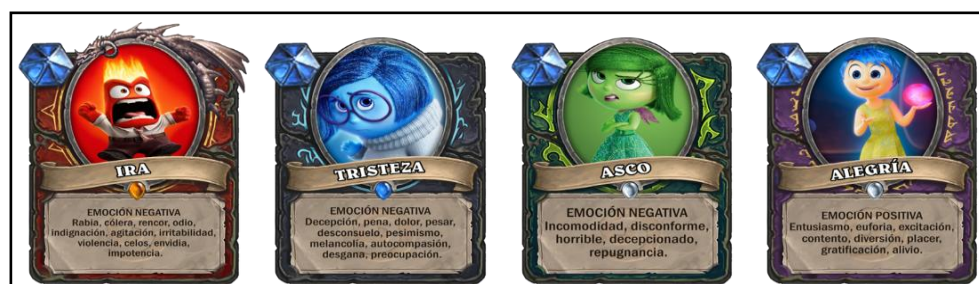 IRA
EMOCIÓN NEGATIVA
Rabia, cólera, rencor, odio,
indignación, agitación, irritabilidad,
violencia, celos, envidia,
impotencia.
TRISTEZA
EMOCIÓN NEGATIVA
Decepción, pena, dolor, pesar,
desconsuelo, pesimismo,
melancolía, autocompasión,
desgana, preocupación.
ASCO
EMOCIÓN NEGATIVA
Incomodidad, disconforme,
horrible, decepcionado,
repugnancia.
ALEGRÍA
EMOCIÓN POSITIVA
Entusiasmo, euforia, excitación,
contento, diversión, placer,
gratificación, alivio.